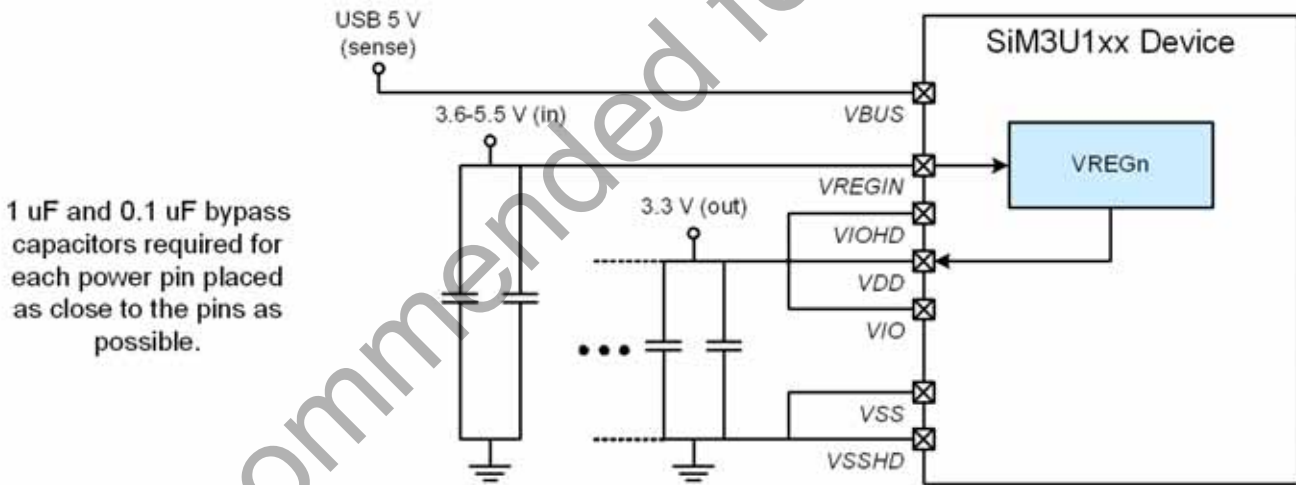 USB 5 V
(sense)
SiM3U1xx Device
3.6-5.5 V (in)
VBUS
VREGn
VREGIN
1 uF and 0.1 uF bypass
capacitors required for
each power pin placed
as close to the pins as
possible.
3.3 V (out)
VIOHD
VDD
VIO
VSS
VSSHD
ommended fo